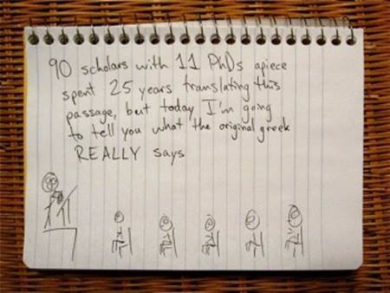 90 scholars with 11 PhDs apiece
spent 25 years translating this
passage, but today I'm going
to tell you what the original greek
REALLY says